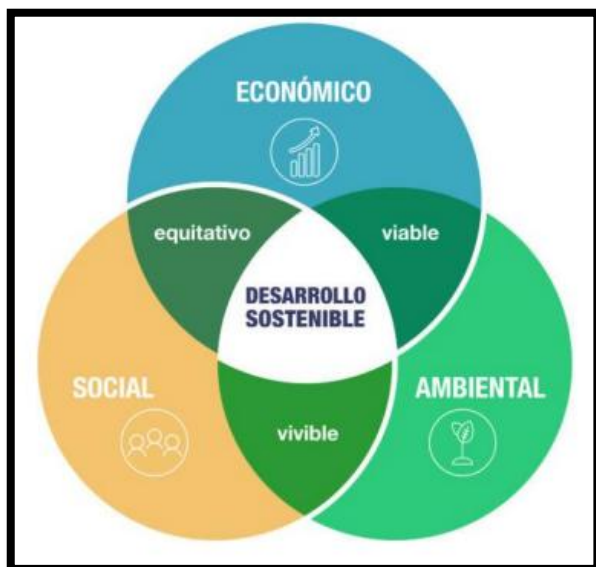 ECONÓMICO
equitativo
viable
DESARROLLO
SOSTENIBLE
SOCIAL
AMBIENTAL
vivible